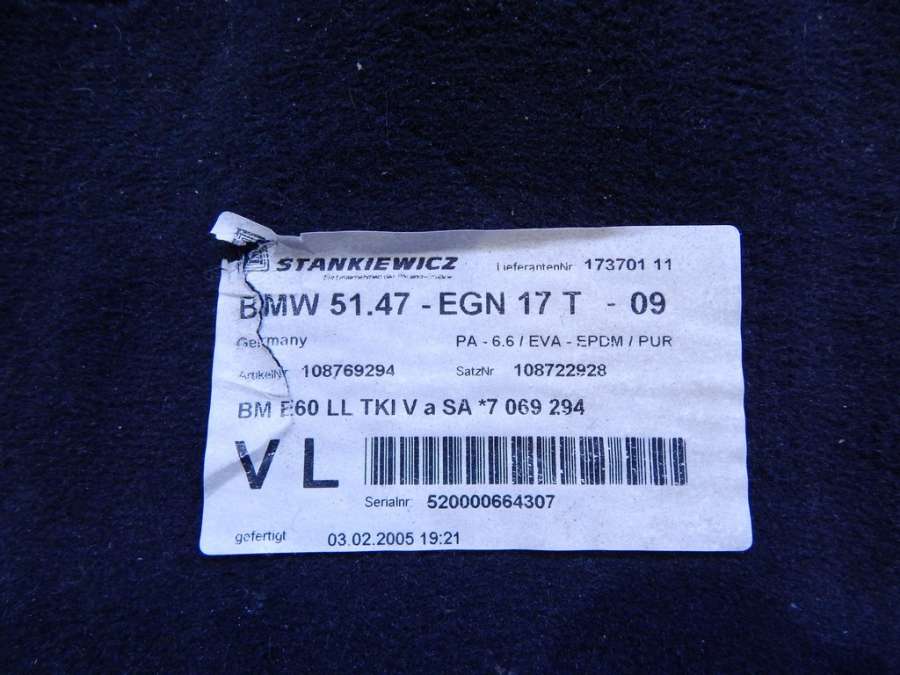 STANKIEWICZ LieferantenNr 173701 11
BMW 51.47 - EGN 17 T - 09
Germany PA - 6.6 / EVA - EPDM / PUR
ArtikelNr 108769294 SatzNr 108722928
BM E60 LL TKI V a SA *7 069 294
VL
Serialnr 520000664307
gefertigt 03.02.2005 19:21